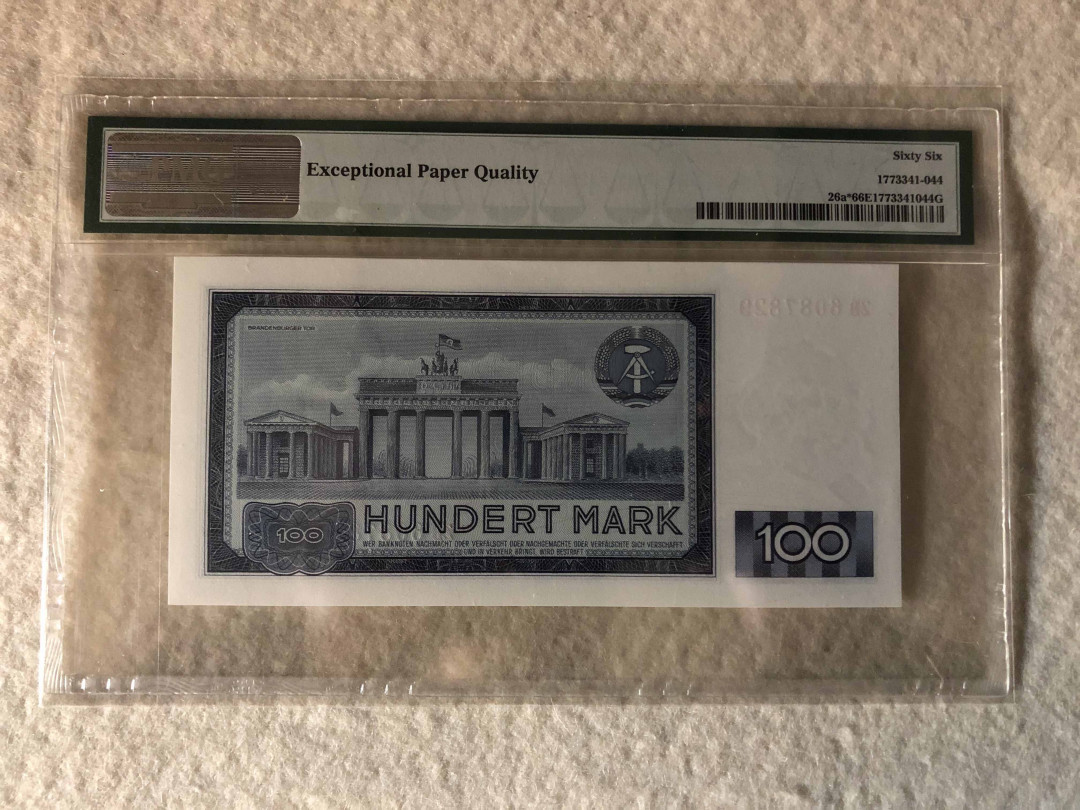 PMG
Exceptional Paper Quality
Sixty Six
1773341-044
26a*66E1773341044G
BRANDENBURGER TOR
HUNDERT MARK
100
WER BANKNOTEN NACHMACHT ODER VERFÄLSCHT ODER NACHGEMACHTE ODER VERFÄLSCHTE SICH VERSCHAFFT
UND IN VERKEHR BRINGT, WIRD BESTRAFT
100